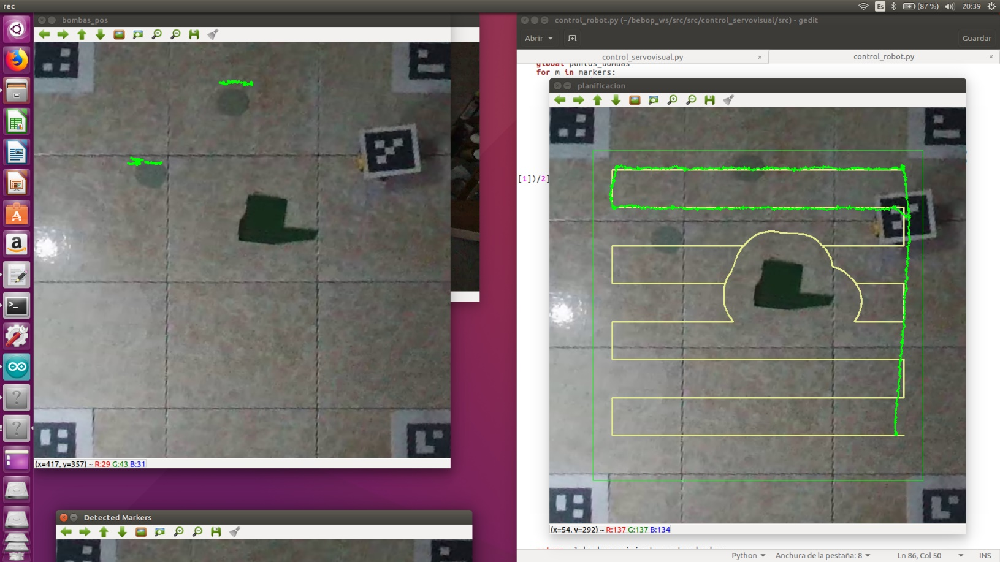 rec
Es
(87 %)
20:39
bombas_pos
control_robot.py (~/bebop_ws/src/src/control_servovisual/src) - gedit
Abrir
Guardar
control_servovisual.py
control_robot.py
global puntos_bombas
for m in markers:
planificacion
[1])/2]
(x=417, y=357) ~ R:29 G:43 B:31
Detected Markers
(x=54, y=292) ~ R:137 G:137 B:134
Python
Anchura de la pestaña: 8
Ln 86, Col 50
INS